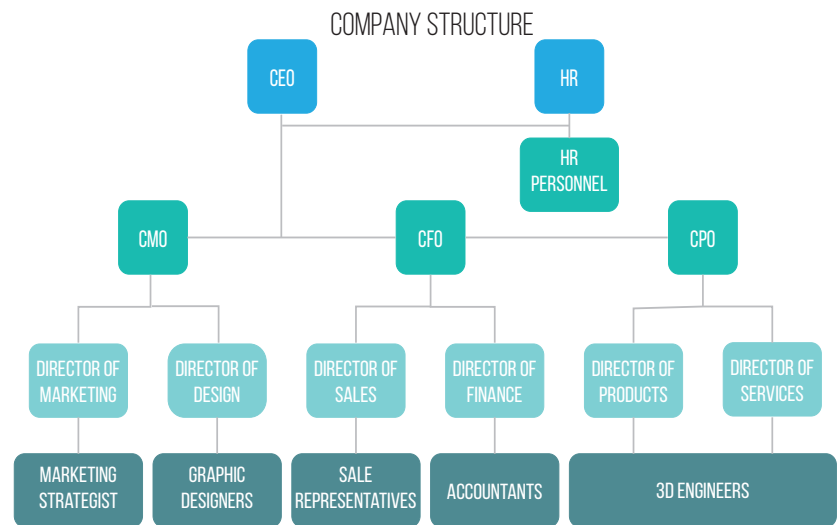 COMPANY STRUCTURE
CEO
HR
HR
PERSONNEL
CMO
CFO
CPO
DIRECTOR OF
MARKETING
DIRECTOR OF
DESIGN
DIRECTOR OF
SALES
DIRECTOR OF
FINANCE
DIRECTOR OF
PRODUCTS
DIRECTOR OF
SERVICES
MARKETING
STRATEGIST
GRAPHIC
DESIGNERS
SALE
REPRESENTATIVES
ACCOUNTANTS
3D ENGINEERS